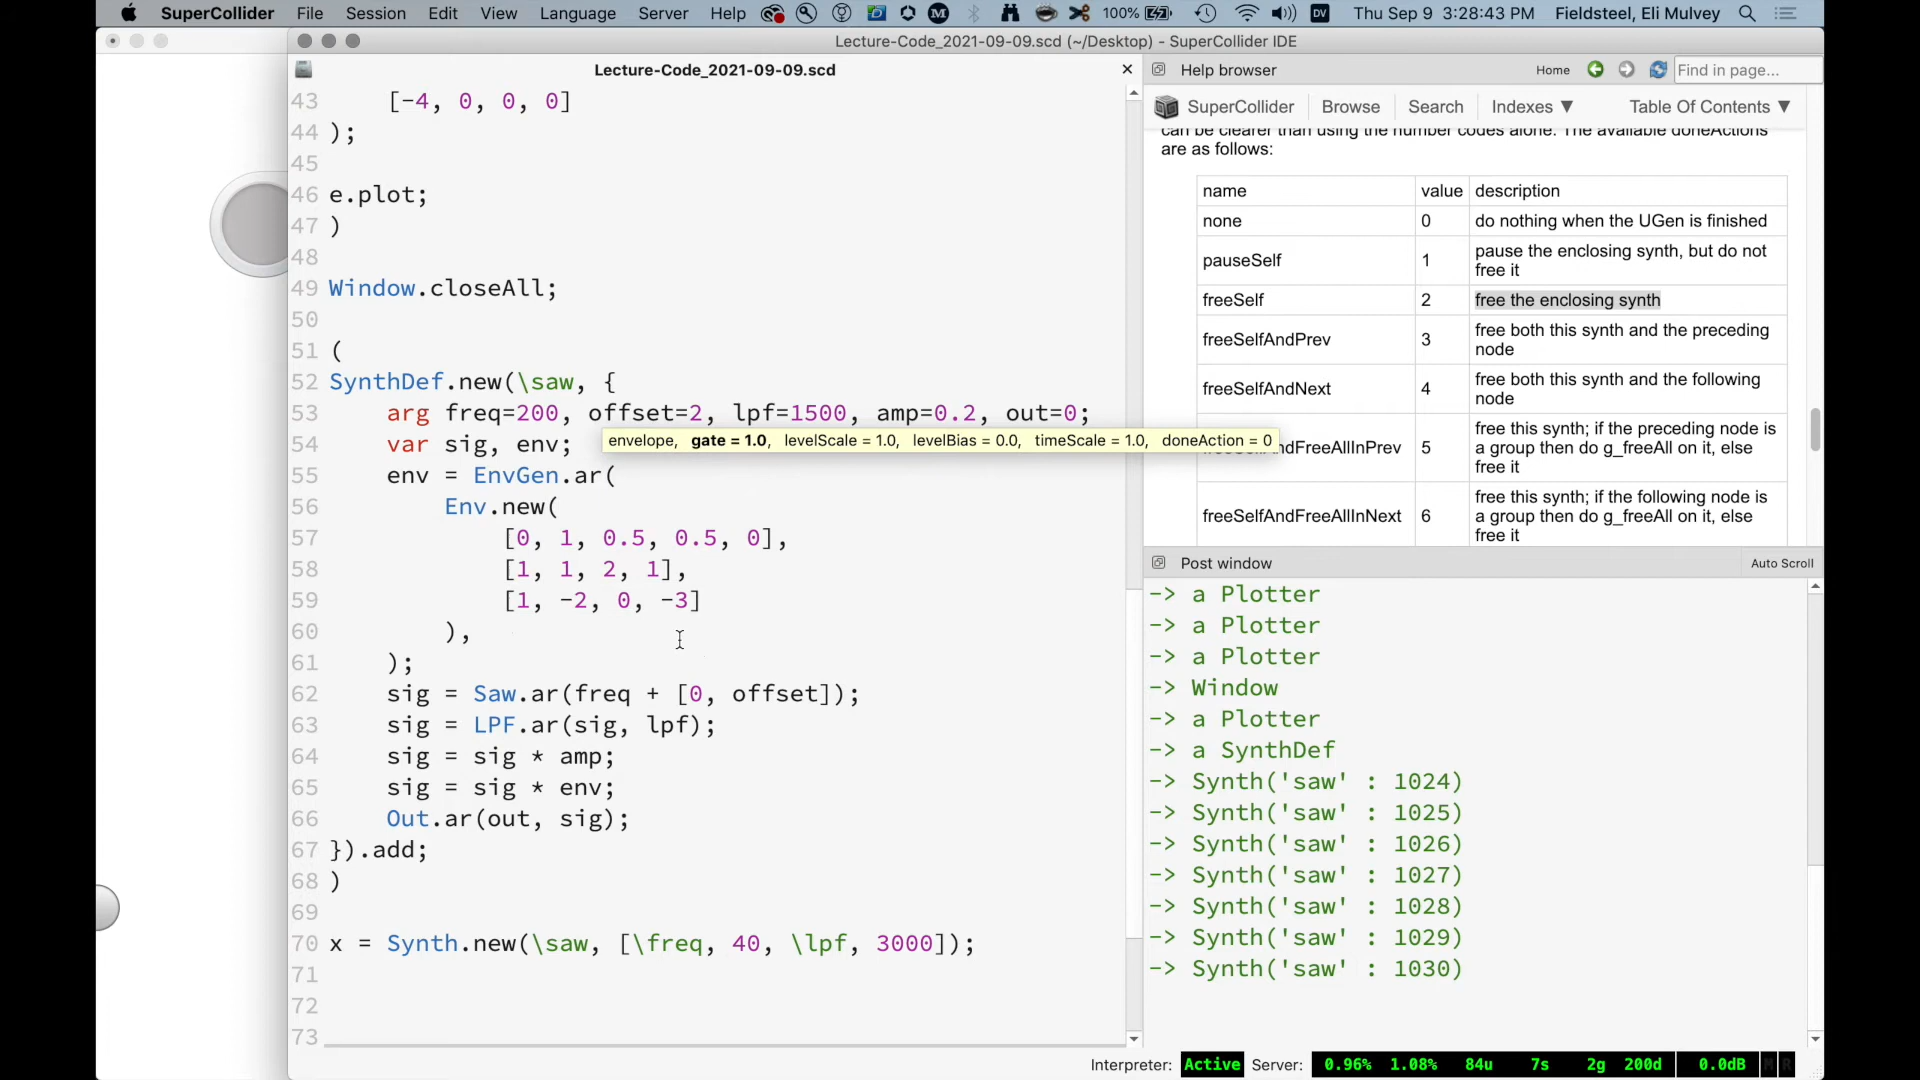 SuperCollider File Session Edit View Language Server Help 100% Thu Sep 9 3:28:43 PM Fieldsteel, Eli Mulvey
Lecture-Code_2021-09-09.scd (~/Desktop) - SuperCollider IDE
Lecture-Code_2021-09-09.scd
43 [-4, 0, 0, 0]
44 );
45
46 e.plot;
47 )
48
49 Window.closeAll;
50
51 (
52 SynthDef.new(\saw, {
53 arg freq=200, offset=2, lpf=1500, amp=0.2, out=0;
54 var sig, env;
envelope, gate = 1.0, levelScale = 1.0, levelBias = 0.0, timeScale = 1.0, doneAction = 0
55 env = EnvGen.ar(
56 Env.new(
57 [0, 1, 0.5, 0.5, 0],
58 [1, 1, 2, 1],
59 [1, -2, 0, -3]
60 ),
61 );
62 sig = Saw.ar(freq + [0, offset]);
63 sig = LPF.ar(sig, lpf);
64 sig = sig * amp;
65 sig = sig * env;
66 Out.ar(out, sig);
67 }).add;
68 )
69
70 x = Synth.new(\saw, [\freq, 40, \lpf, 3000]);
71
72
73
Help browser Home Find in page...
SuperCollider Browse Search Indexes ▼ Table Of Contents ▼
can be clearer than using the number codes alone. The available doneActions
are as follows:
name value description
none 0 do nothing when the UGen is finished
pauseSelf 1 pause the enclosing synth, but do not
free it
freeSelf 2 free the enclosing synth
freeSelfAndPrev 3 free both this synth and the preceding
node
freeSelfAndNext 4 free both this synth and the following
node
ndFreeAllInPrev 5 free this synth; if the preceding node is
a group then do g_freeAll on it, else
free it
freeSelfAndFreeAllInNext 6 free this synth; if the following node is
a group then do g_freeAll on it, else
free it
Post window Auto Scroll
-> a Plotter
-> a Plotter
-> a Plotter
-> Window
-> a Plotter
-> a SynthDef
-> Synth('saw' : 1024)
-> Synth('saw' : 1025)
-> Synth('saw' : 1026)
-> Synth('saw' : 1027)
-> Synth('saw' : 1028)
-> Synth('saw' : 1029)
-> Synth('saw' : 1030)
Interpreter: Active Server: 0.96% 1.08% 84u 7s 2g 200d 0.0dB M R